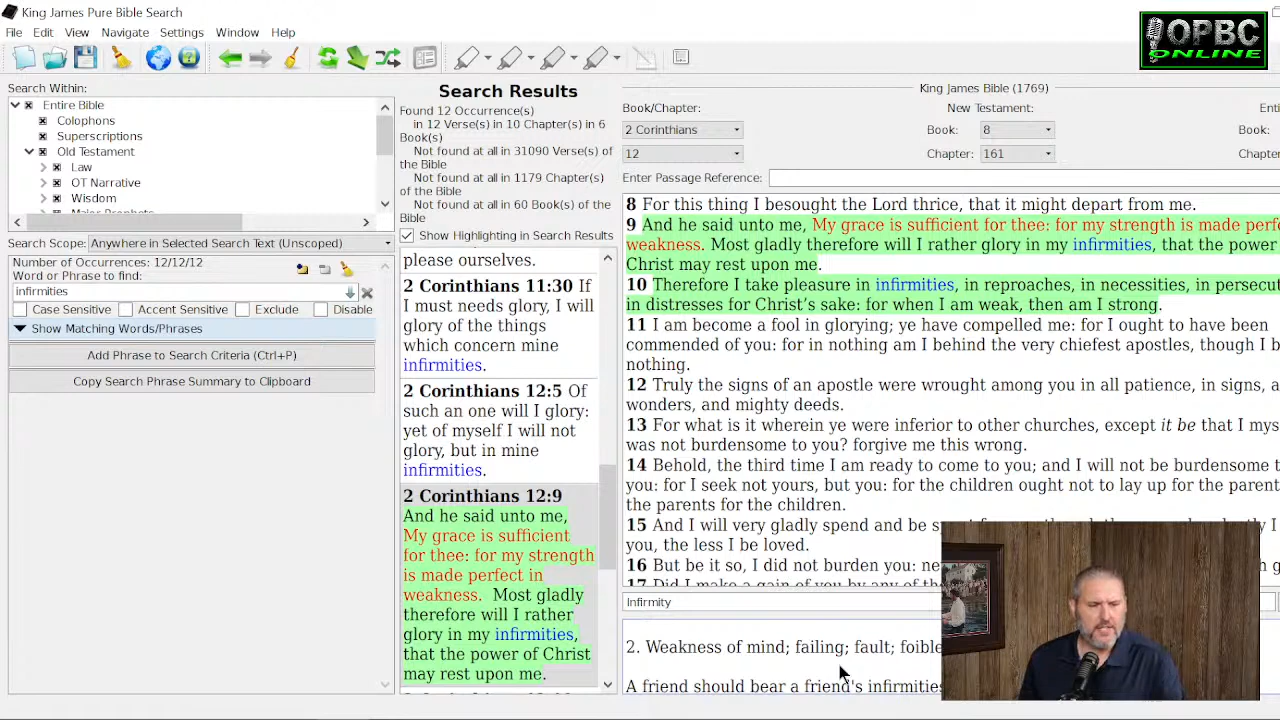 King James Pure Bible Search
File Edit View Navigate Settings Window Help
OPBC
ONLINE
Search Within:
Entire Bible
Colophons
Superscriptions
Old Testament
Law
OT Narrative
Wisdom
Search Scope: Anywhere in Selected Search Text (Unscoped)
Number of Occurrences: 12/12/12
Word or Phrase to find:
infirmities
Case Sensitive Accent Sensitive Exclude Disable
Show Matching Words/Phrases
Add Phrase to Search Criteria (Ctrl+P)
Copy Search Phrase Summary to Clipboard
Search Results
Found 12 Occurrence(s)
in 12 Verse(s) in 10 Chapter(s) in 6
Book(s)
Not found at all in 31090 Verse(s) of
the Bible
Not found at all in 1179 Chapter(s)
of the Bible
Not found at all in 60 Book(s) of the
Bible
Show Highlighting in Search Results
please ourselves.
2 Corinthians 11:30 If
I must needs glory, I will
glory of the things
which concern mine
infirmities.
2 Corinthians 12:5 Of
such an one will I glory:
yet of myself I will not
glory, but in mine
infirmities.
2 Corinthians 12:9
And he said unto me,
My grace is sufficient
for thee: for my strength
is made perfect in
weakness. Most gladly
therefore will I rather
glory in my infirmities,
that the power of Christ
may rest upon me.
King James Bible (1769)
Book/Chapter: New Testament:
2 Corinthians Book: 8 Book:
12 Chapter: 161
Enter Passage Reference:
8 For this thing I besought the Lord thrice, that it might depart from me.
9 And he said unto me, My grace is sufficient for thee: for my strength is made
weakness. Most gladly therefore will I rather glory in my infirmities, that the power
Christ may rest upon me.
10 Therefore I take pleasure in infirmities, in reproaches, in necessities, in
in distresses for Christ's sake: for when I am weak, then am I strong.
11 I am become a fool in glorying; ye have compelled me: for I ought to have been
commended of you: for in nothing am I behind the very chiefest apostles, though I
nothing.
12 Truly the signs of an apostle were wrought among you in all patience, in signs,
wonders, and mighty deeds.
13 For what is it wherein ye were inferior to other churches, except it be that I
was not burdensome to you? forgive me this wrong.
14 Behold, the third time I am ready to come to you; and I will not be burdensome
you: for I seek not yours, but you: for the children ought not to lay up for the
the parents for the children.
15 And I will very gladly spend and be
you, the less I be loved.
16 But be it so, I did not burden you:
17 Did I make a gain of you by any of
Infirmity
2. Weakness of mind; failing; fault; foible
A friend should bear a friend's infirmities